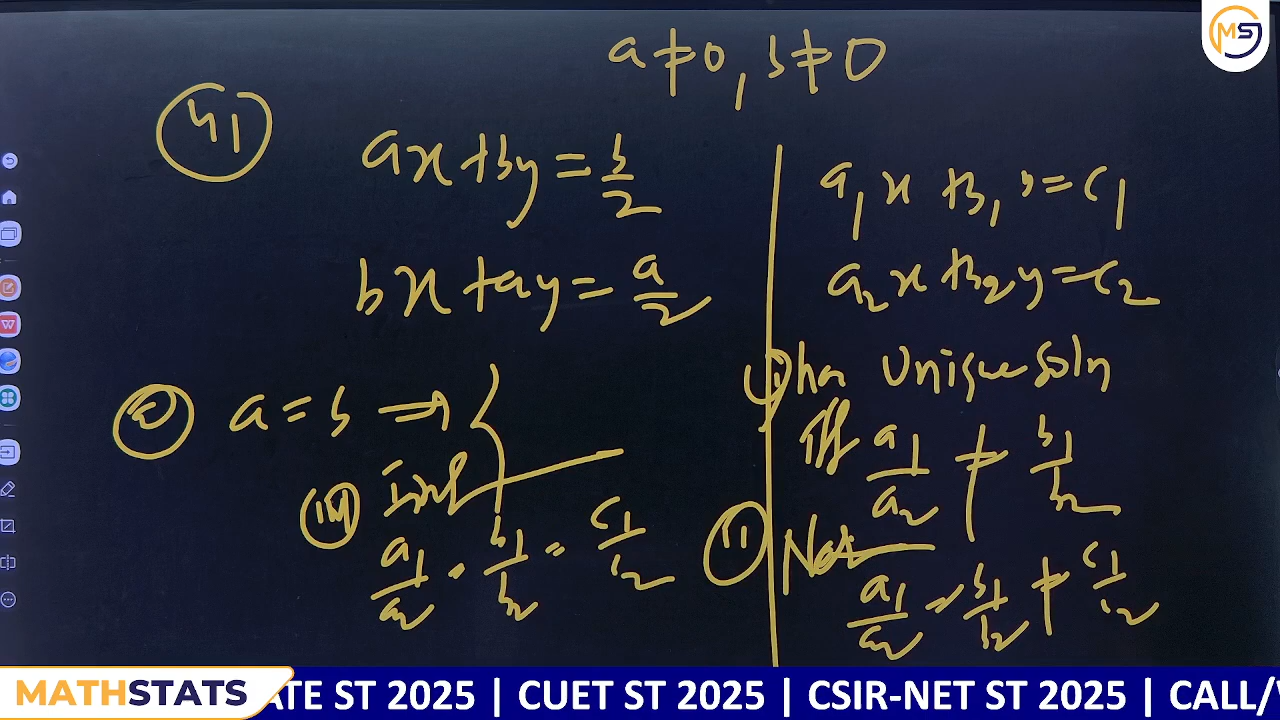 MS
a ≠ 0, b ≠ 0
41
ax + by = b/2
bx + ay = a/2
a = b ⇒ {
(iii) Inf
a1/a2 = b1/b2 = c1/c2
a1x + b1y = c1
a2x + b2y = c2
(i) has unique soln
Iff a1/a2 ≠ b1/b2
(ii) No
a1/a2 = b1/b2 ≠ c1/c2
MATHSTATS
ATE ST 2025 | CUET ST 2025 | CSIR-NET ST 2025 | CALL/